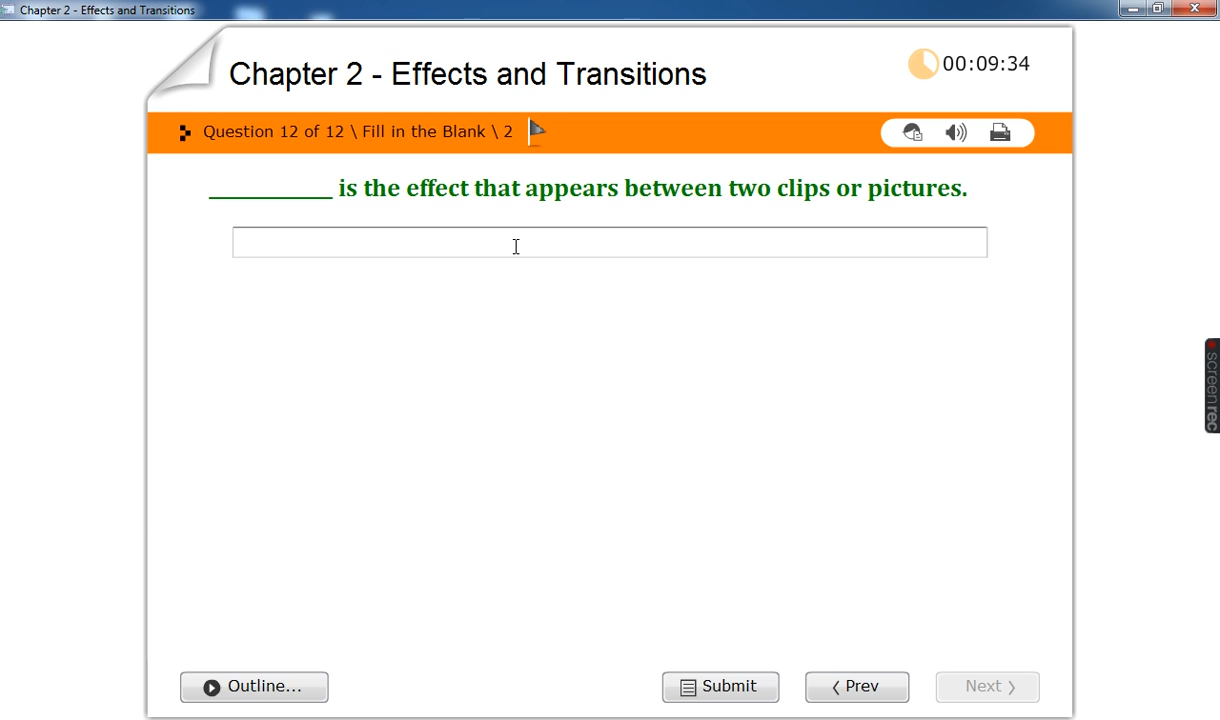 Chapter 2 - Effects and Transitions
Chapter 2 - Effects and Transitions
00:09:34
Question 12 of 12 \ Fill in the Blank \ 2
____________ is the effect that appears between two clips or pictures.
screenrec
Outline...
Submit
Prev
Next